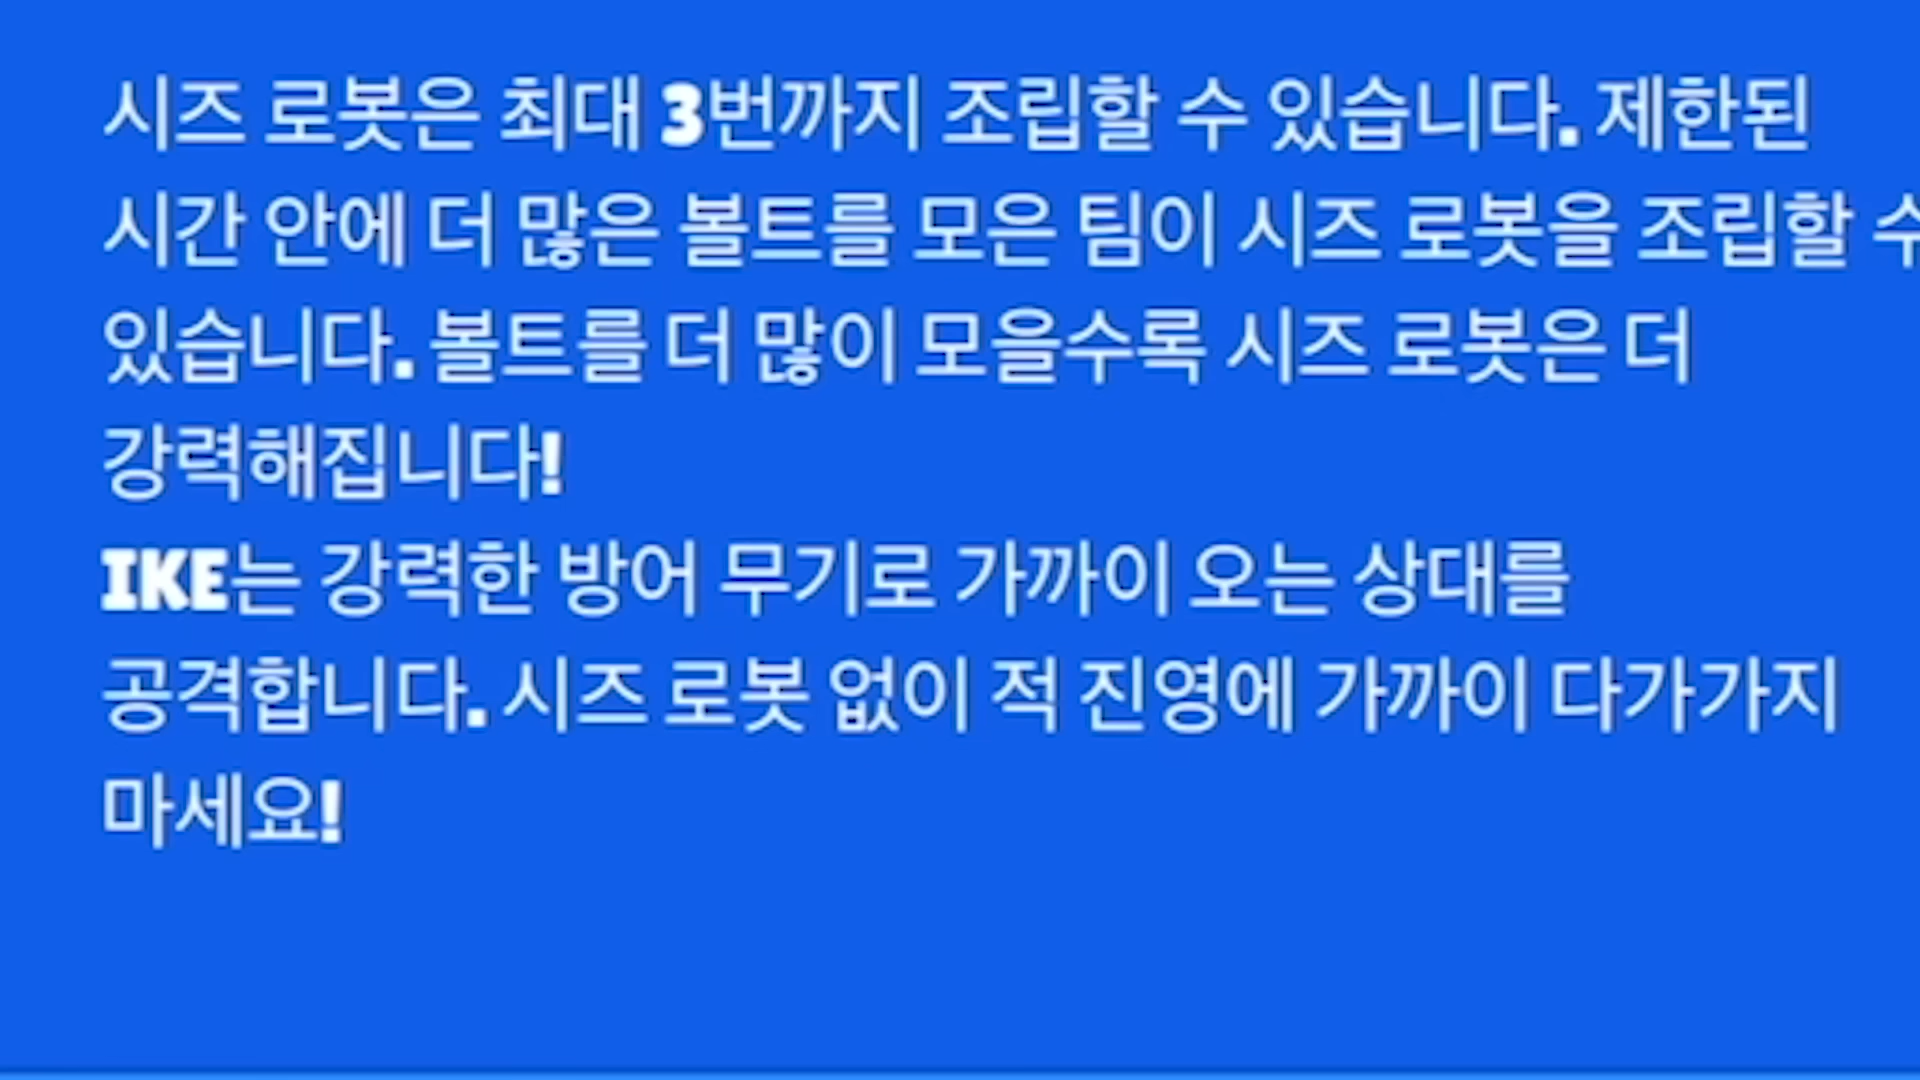 시즈 로봇은 최대 3번까지 조립할 수 있습니다. 제한된
시간 안에 더 많은 볼트를 모은 팀이 시즈 로봇을 조립할 수
있습니다. 볼트를 더 많이 모을수록 시즈 로봇은 더
강력해집니다!
IKE는 강력한 방어 무기로 가까이 오는 상대를
공격합니다. 시즈 로봇 없이 적 진영에 가까이 다가가지
마세요!